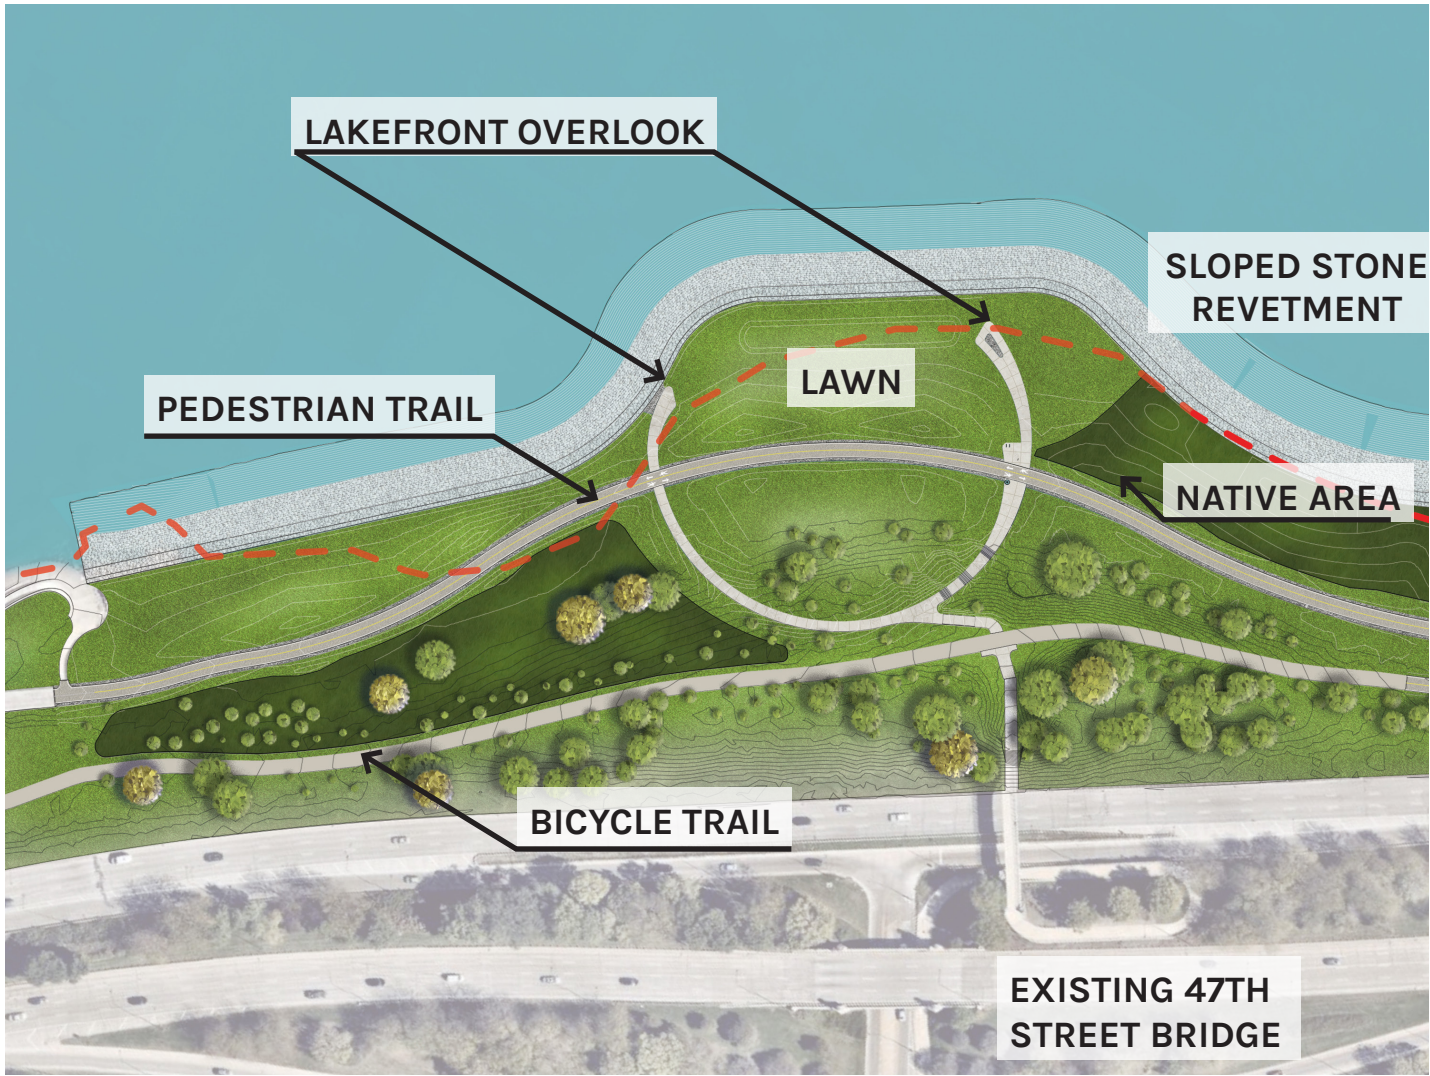 LAKEFRONT OVERLOOK
SLOPED STONE
REVETMENT
LAWN
PEDESTRIAN TRAIL
NATIVE AREA
BICYCLE TRAIL
EXISTING 47TH
STREET BRIDGE